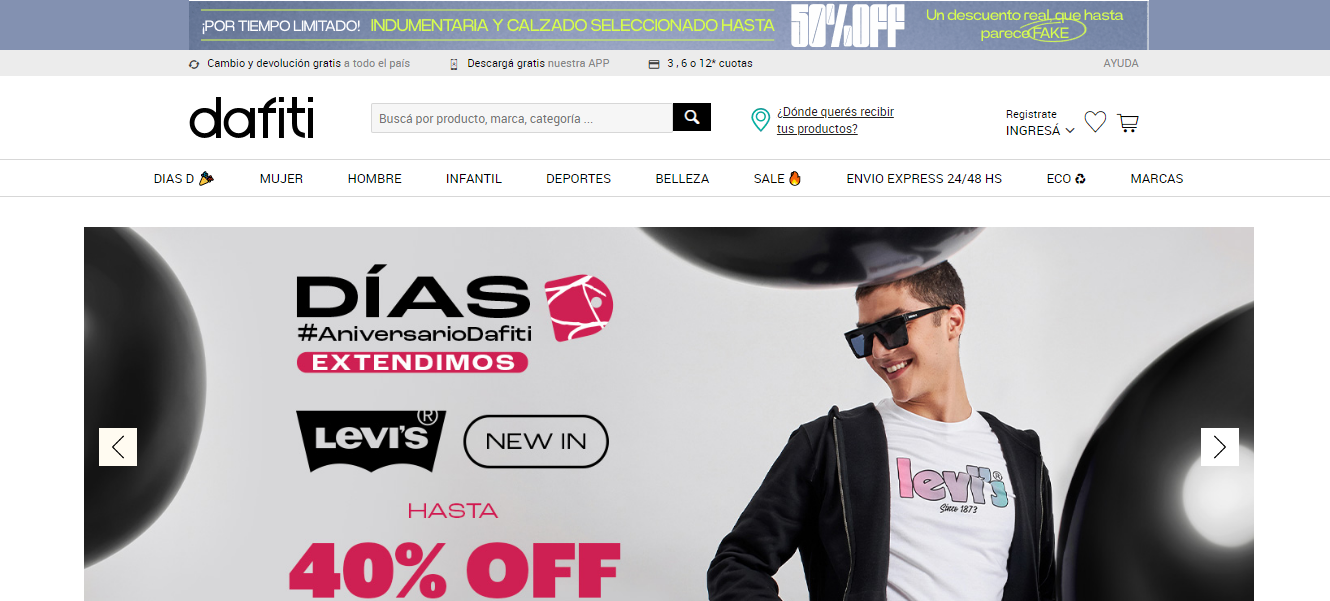 ¡POR TIEMPO LIMITADO! INDUMENTARIA Y CALZADO SELECCIONADO HASTA 50%OFF
Un descuento real, que hasta
parece FAKE
Cambio y devolución gratis a todo el país
Descargá gratis nuestra APP
3 , 6 o 12* cuotas
AYUDA
dafiti
Buscá por producto, marca, categoría ...
¿Dónde querés recibir
tus productos?
Registrate
INGRESÁ
DIAS D
MUJER
HOMBRE
INFANTIL
DEPORTES
BELLEZA
SALE
ENVIO EXPRESS 24/48 HS
ECO
MARCAS
DÍAS
#AniversarioDafiti
EXTENDIMOS
LEVI'S ®
NEW IN
HASTA
40% OFF
levi's ®
Since 1873